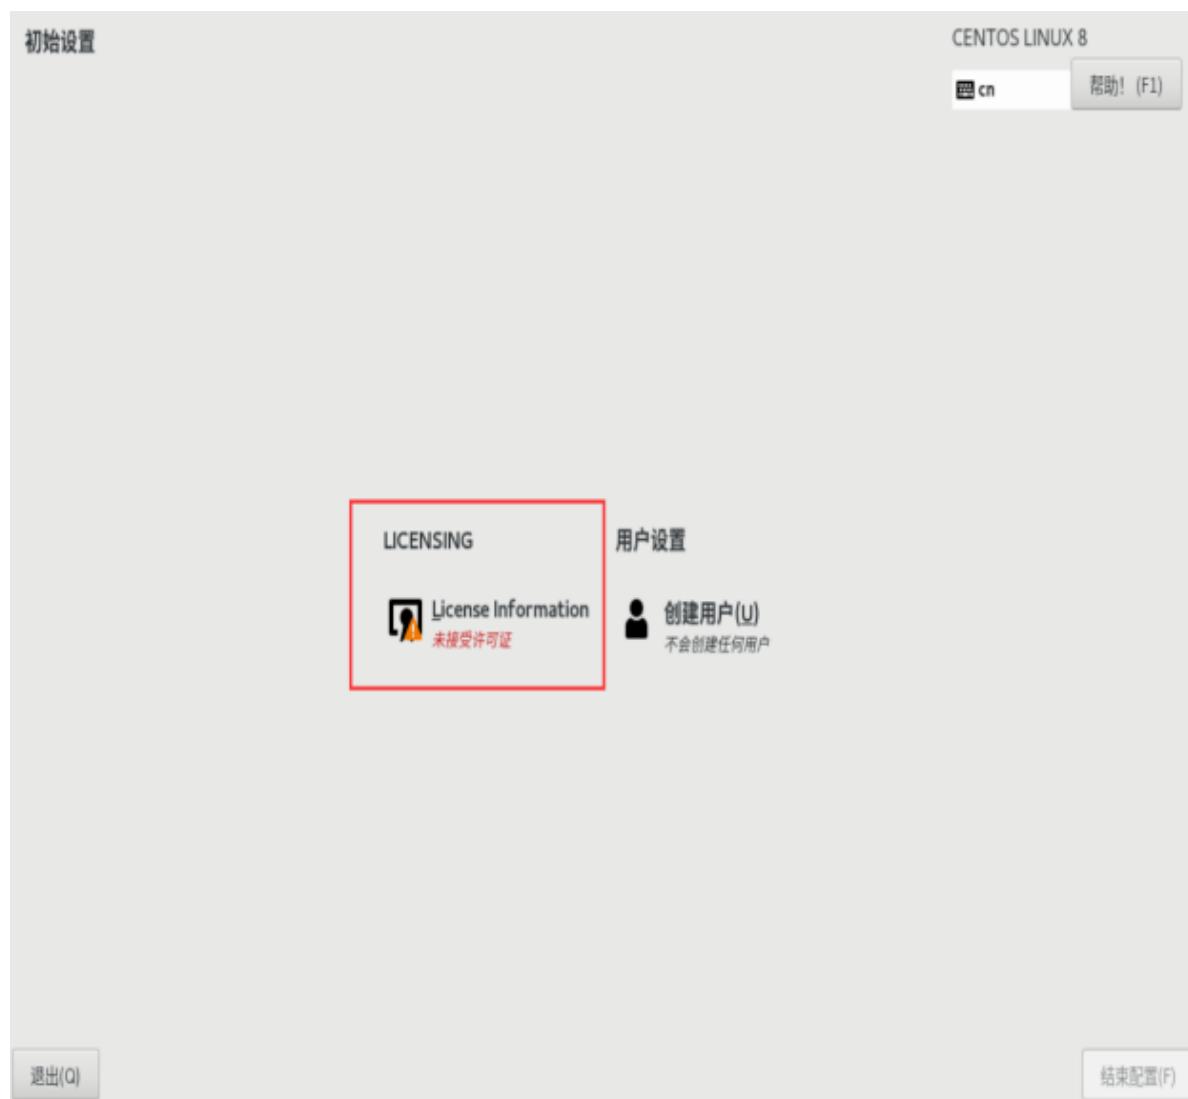 初始设置
CENTOS LINUX 8
cn
帮助! (F1)
LICENSING
License Information
未接受许可证
用户设置
创建用户(U)
不会创建任何用户
退出(Q)
结束配置(F)